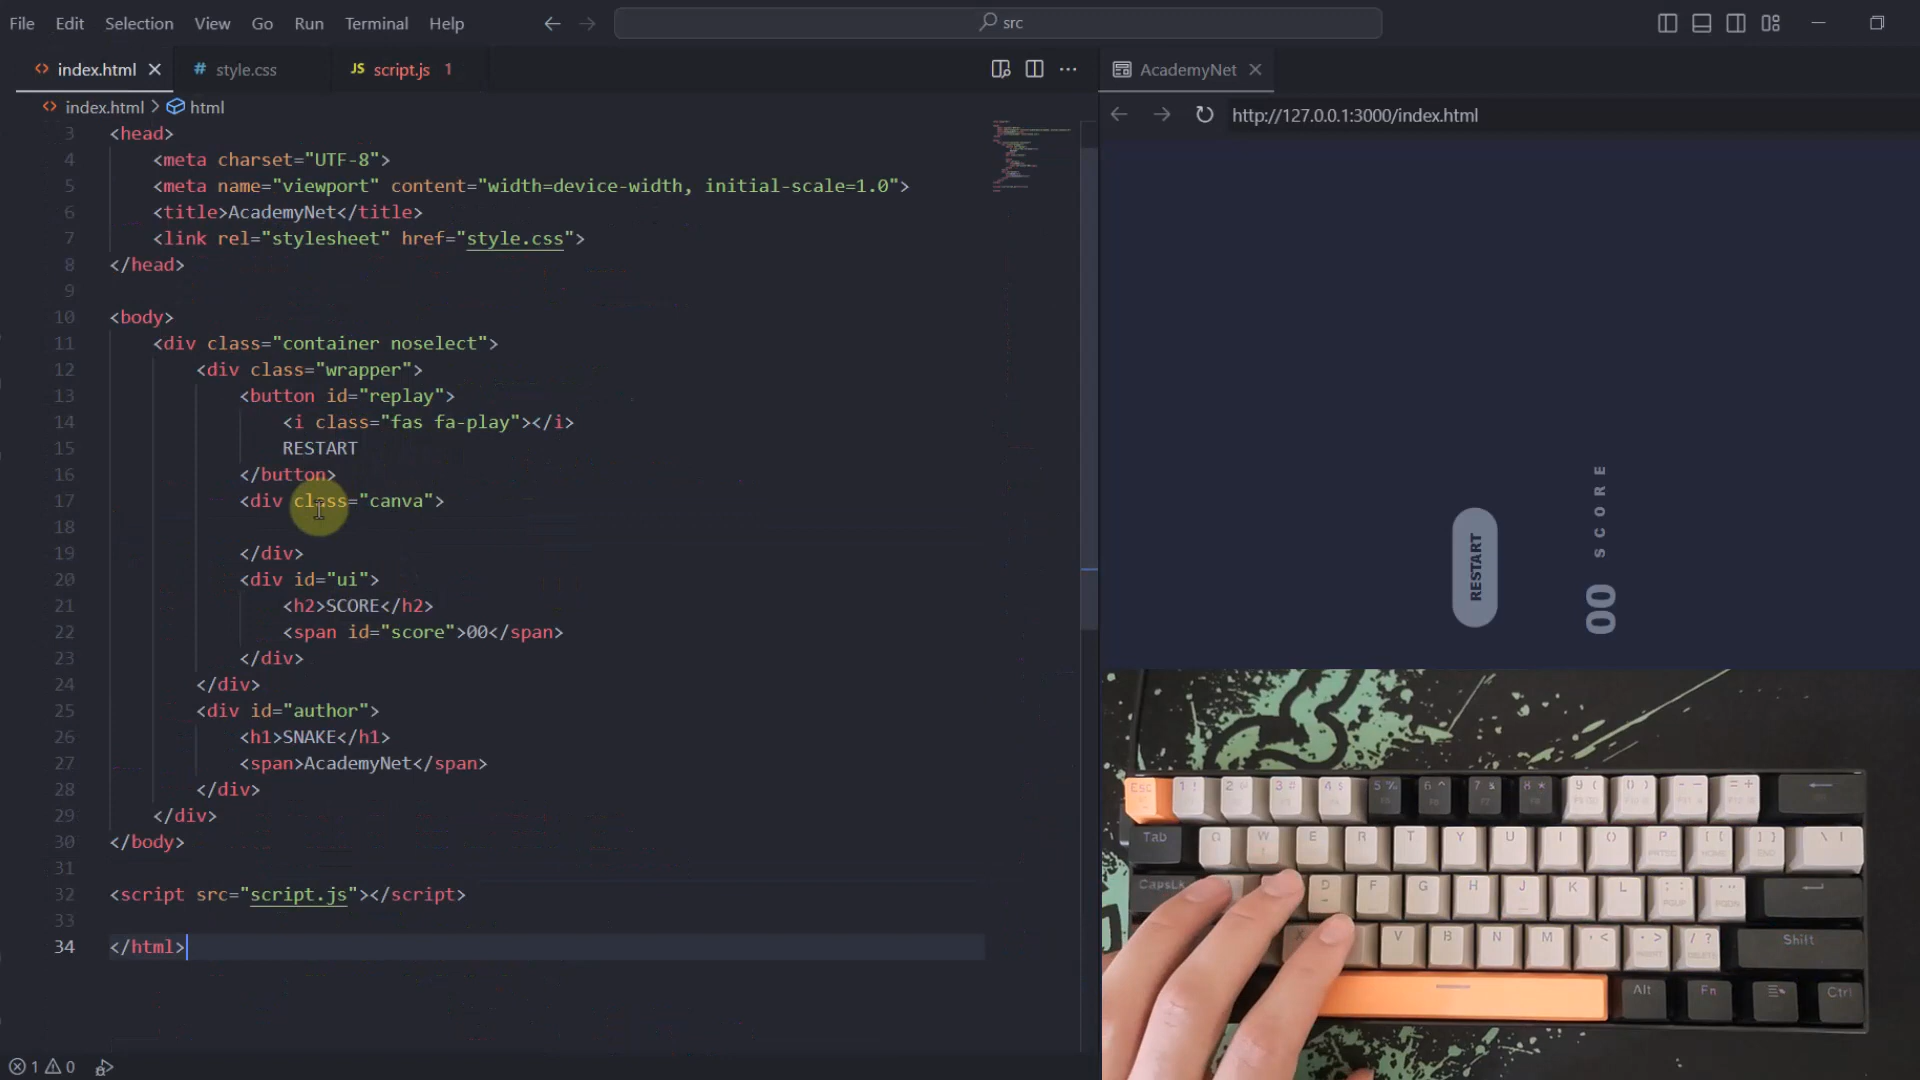 File Edit Selection View Go Run Terminal Help
src
index.html
style.css
JS script.js 1
AcademyNet
index.html > html
http://127.0.0.1:3000/index.html
3 <head>
4 <meta charset="UTF-8">
5 <meta name="viewport" content="width=device-width, initial-scale=1.0">
6 <title>AcademyNet</title>
7 <link rel="stylesheet" href="style.css">
8 </head>
9
10 <body>
11 <div class="container noselect">
12 <div class="wrapper">
13 <button id="replay">
14 <i class="fas fa-play"></i>
15 RESTART
16 </button>
17 <div class="canva">
18
19 </div>
20 <div id="ui">
21 <h2>SCORE</h2>
22 <span id="score">00</span>
23 </div>
24 </div>
25 <div id="author">
26 <h1>SNAKE</h1>
27 <span>AcademyNet</span>
28 </div>
29 </div>
30 </body>
31
32 <script src="script.js"></script>
33
34 </html>
1 0
RESTART
SCORE
00
Esc
Tab Q W E R T Y U I O P
CapsLk D F G H J K L
V B N M Shift
Alt Fn Ctrl